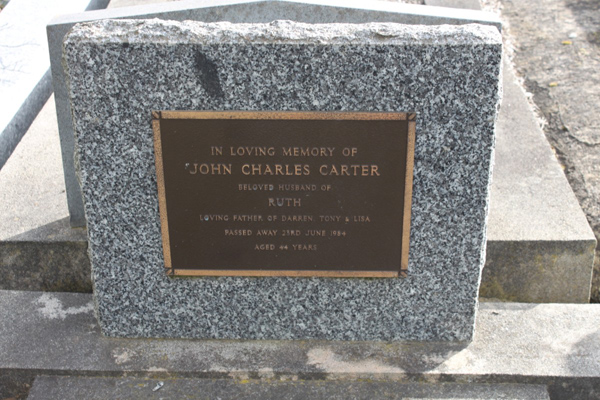 IN LOVING MEMORY OF
JOHN CHARLES CARTER
BELOVED HUSBAND OF
RUTH
LOVING FATHER OF DARREN, TONY & LISA
PASSED AWAY 23RD JUNE 1984
AGED 44 YEARS